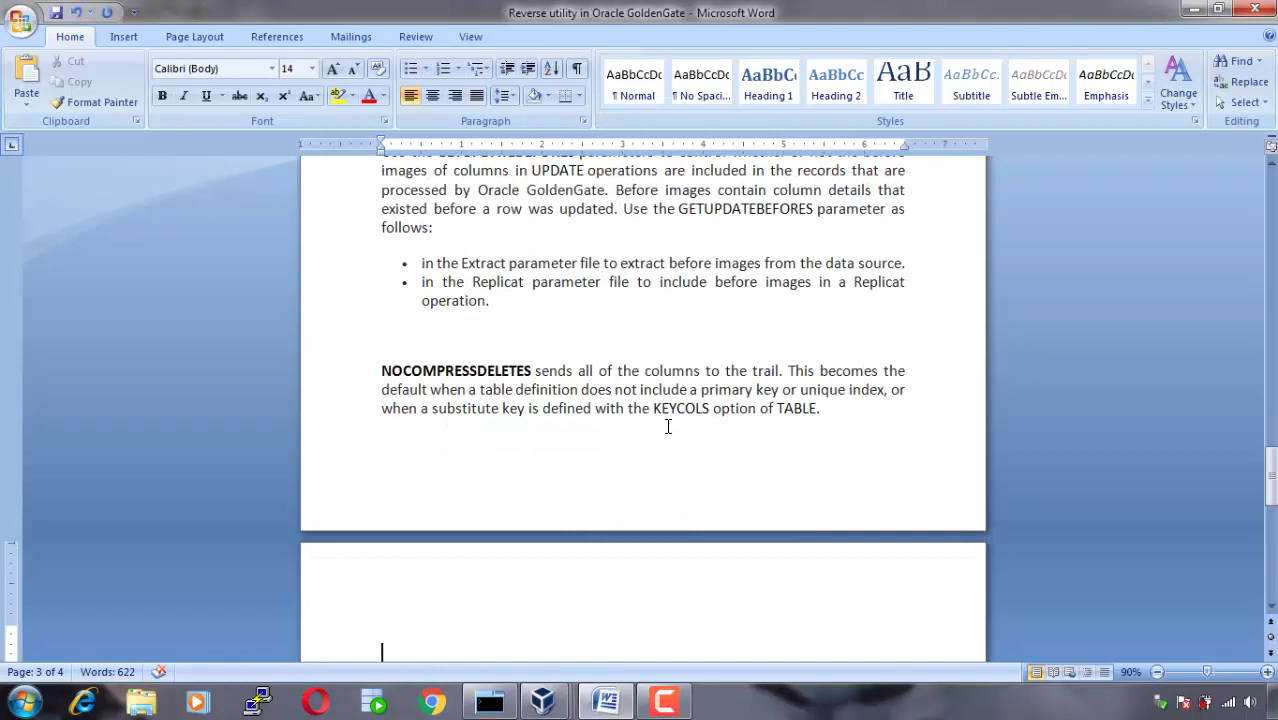 Reverse utility in Oracle GoldenGate - Microsoft Word
Home Insert Page Layout References Mailings Review View
Paste
Cut
Copy
Format Painter
Clipboard
Calibri (Body) 14
Font
Paragraph
AaBbCcDc AaBbCcDc AaBbC( AaBbCc AaB AaBbCc. AaBbCcDc AaBbCcDc
¶ Normal ¶ No Spaci... Heading 1 Heading 2 Title Subtitle Subtle Em... Emphasis
Change Styles
Styles
Find
Replace
Select
Editing
images of columns in UPDATE operations are included in the records that are
processed by Oracle GoldenGate. Before images contain column details that
existed before a row was updated. Use the GETUPDATEBEFORES parameter as
follows:
• in the Extract parameter file to extract before images from the data source.
• in the Replicat parameter file to include before images in a Replicat
operation.
NOCOMPRESSDELETES sends all of the columns to the trail. This becomes the
default when a table definition does not include a primary key or unique index, or
when a substitute key is defined with the KEYCOLS option of TABLE.
Page: 3 of 4 Words: 622 90%